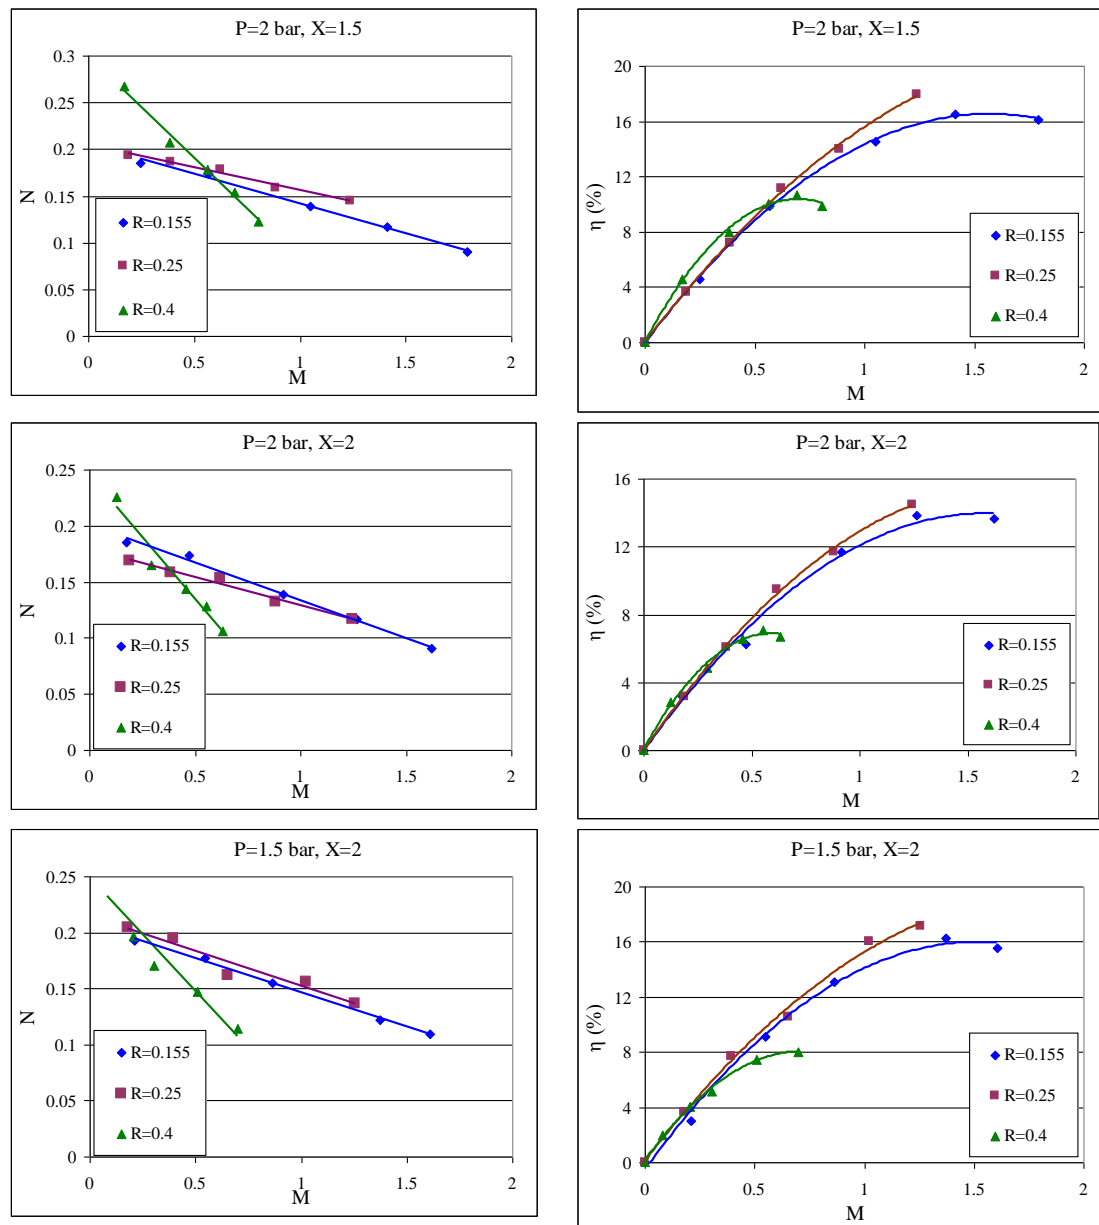 P=2 bar, X=1.5
0.3
0.25
0.2
0.15
0.1
0.05
0
N
R=0.155
R=0.25
R=0.4
0 0.5 1 1.5 2
M
P=2 bar, X=1.5
20
16
12
8
4
0
η (%)
R=0.155
R=0.25
R=0.4
0 0.5 1 1.5 2
M
P=2 bar, X=2
0.25
0.2
0.15
0.1
0.05
0
N
R=0.155
R=0.25
R=0.4
0 0.5 1 1.5 2
M
P=2 bar, X=2
16
12
8
4
0
η (%)
R=0.155
R=0.25
R=0.4
0 0.5 1 1.5 2
M
P=1.5 bar, X=2
0.25
0.2
0.15
0.1
0.05
0
N
R=0.155
R=0.25
R=0.4
0 0.5 1 1.5 2
M
P=1.5 bar, X=2
20
16
12
8
4
0
η (%)
R=0.155
R=0.25
R=0.4
0 0.5 1 1.5 2
M